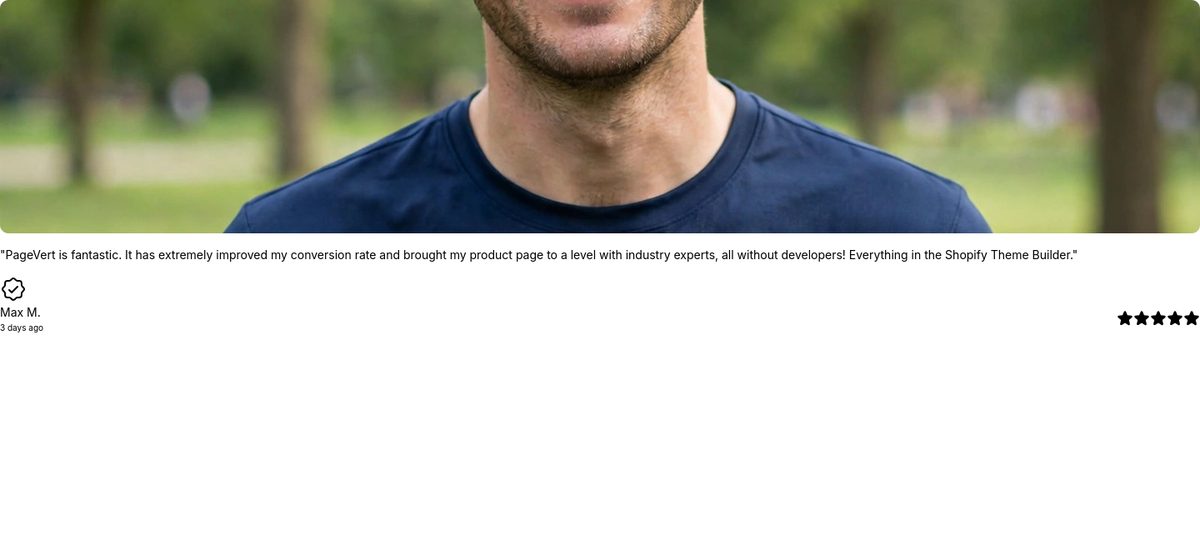 "PageVert is fantastic. It has extremely improved my conversion rate and brought my product page to a level with industry experts, all without developers! Everything in the Shopify Theme Builder."
Max M.
3 days ago